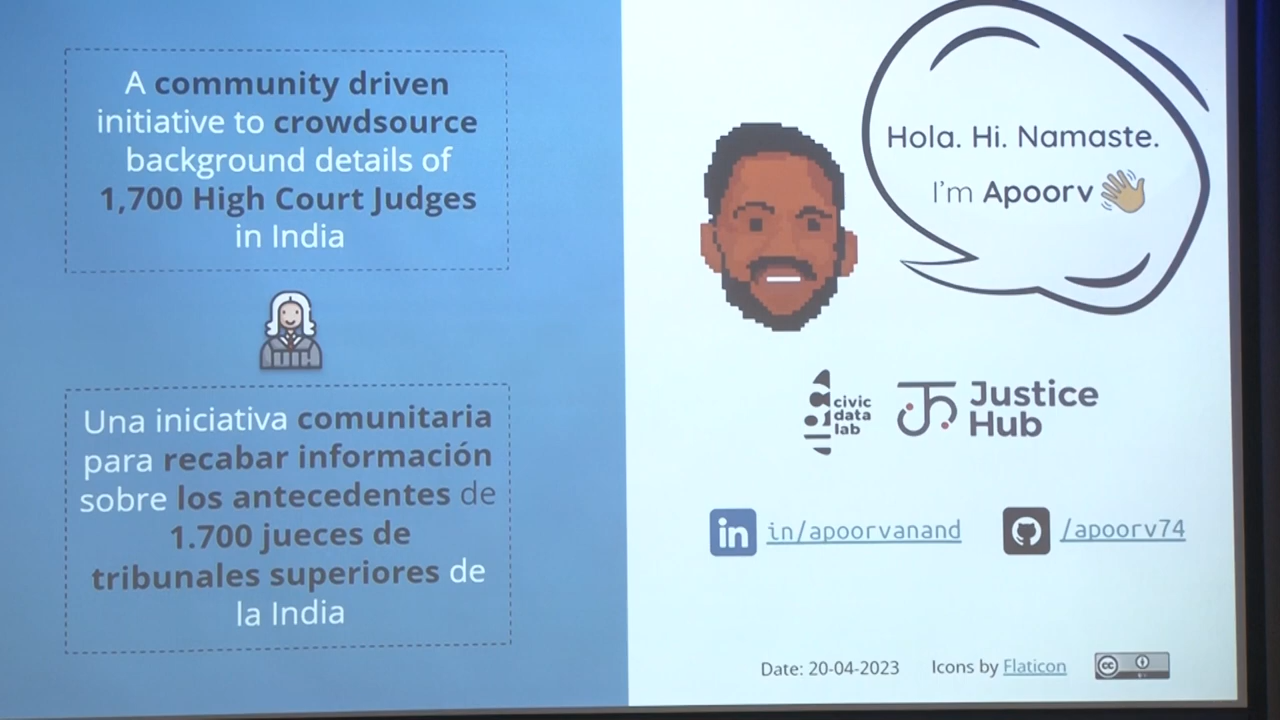 A community driven
initiative to crowdsource
background details of
1,700 High Court Judges
in India
Una iniciativa comunitaria
para recabar información
sobre los antecedentes de
1.700 jueces de
tribunales superiores de
la India
Hola. Hi. Namaste.
I'm Apoorv
civic
data
lab
Justice
Hub
in
in/apoorvanand
/apoorv74
Date: 20-04-2023
Icons by Flaticon
cc